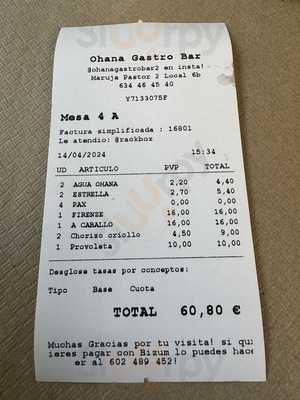 Ohana Gastro Bar
@ohanagastrobar2 en insta!
Maruja Pastor 2 Local 6b
634 46 45 40
Y7133075F
Mesa 4 A
Factura simplificada : 16801
Le atendio: @rackbox
14/04/2024 15:34
UD ARTICULO PVP TOTAL
2 AGUA OHANA 2,20 4,40
2 ESTRELLA 2,70 5,40
4 PAX 0,00 0,00
1 FIRENZE 16,00 16,00
1 A CABALLO 16,00 16,00
2 Chorizo criollo 4,50 9,00
1 Provoleta 10,00 10,00
Desglose tasas por conceptos:
Tipo Base Cuota
TOTAL 60,80 €
Muchas Gracias por tu visita! si qu
ieres pagar con Bizum lo puedes hace
er al 602 489 452!